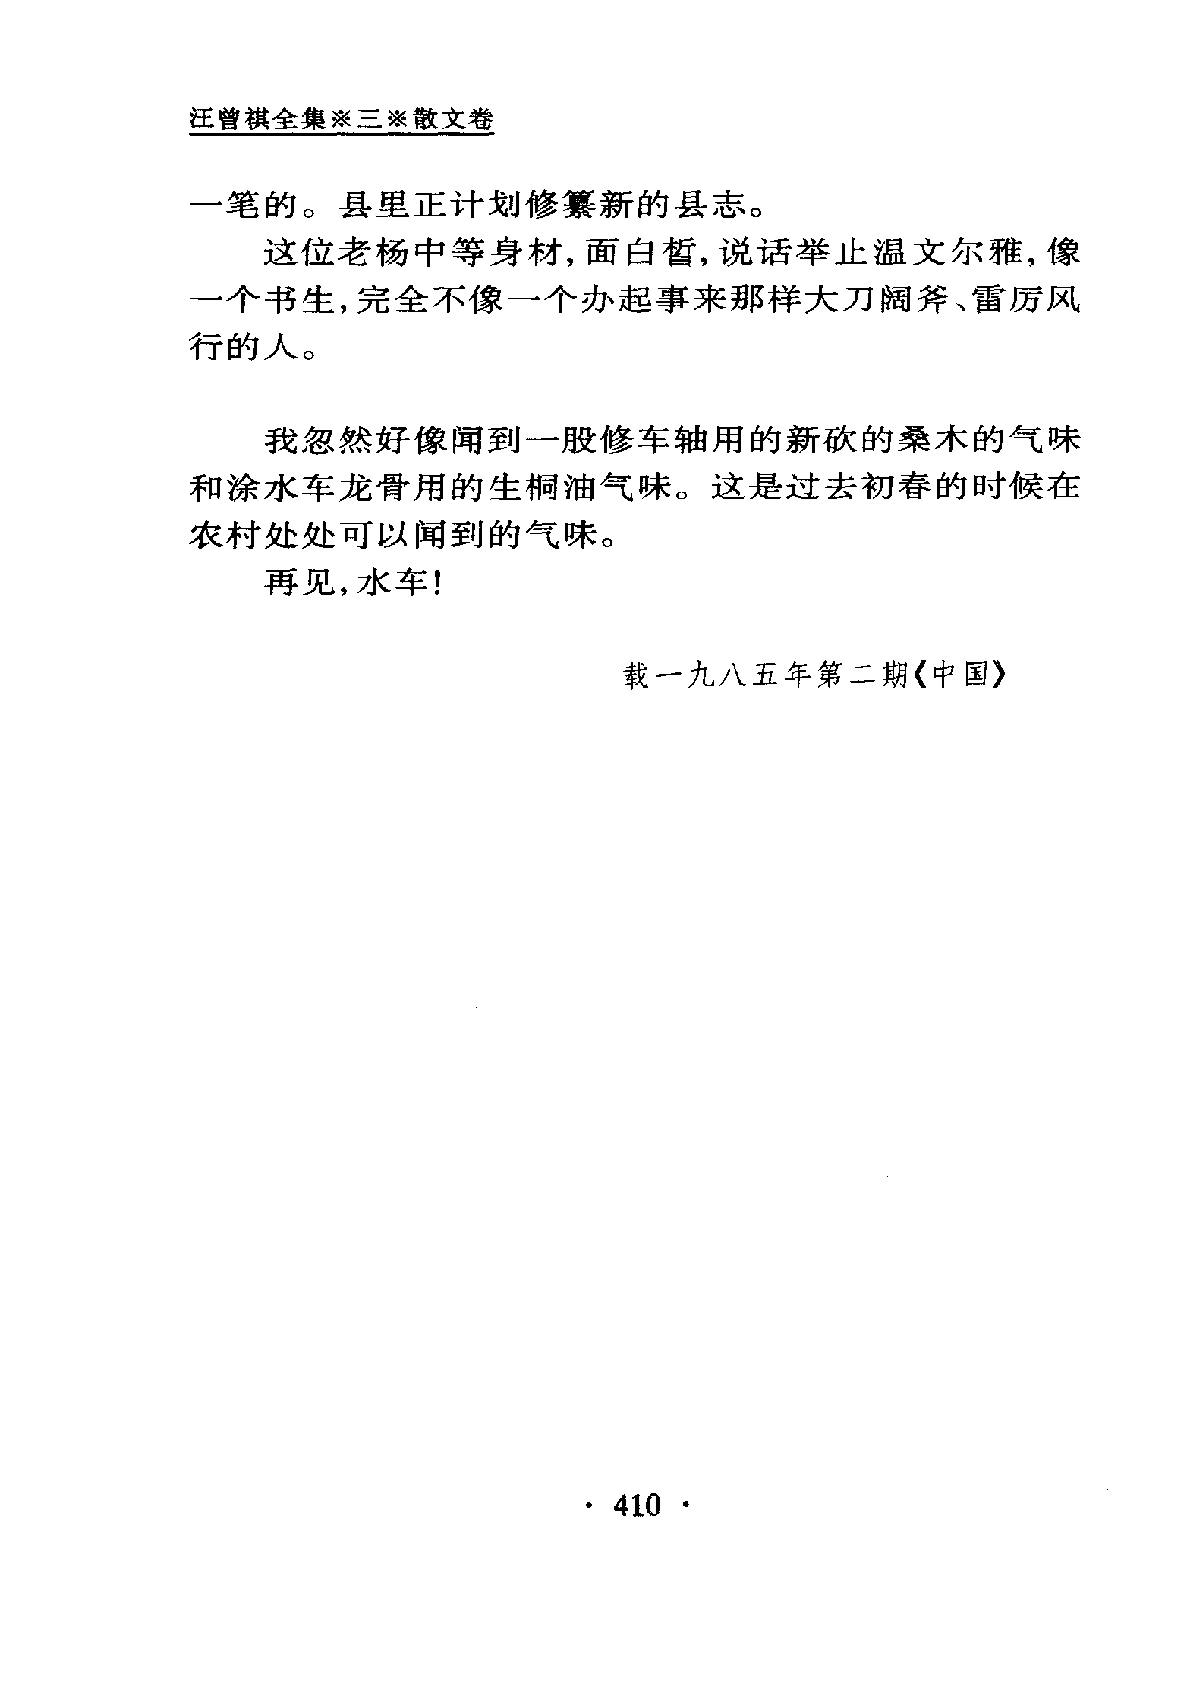 汪曾祺全集※三※散文卷
一笔的。县里正计划修纂新的县志。
这位老杨中等身材,面白皙,说话举止温文尔雅,像
一个书生,完全不像一个办起事来那样大刀阔斧、雷厉风
行的人。
我忽然好像闻到一股修车轴用的新砍的桑木的气味
和涂水车龙骨用的生桐油气味。这是过去初春的时候在
农村处处可以闻到的气味。
再见,水车!
载一九八五年第二期《中国》
· 410 ·